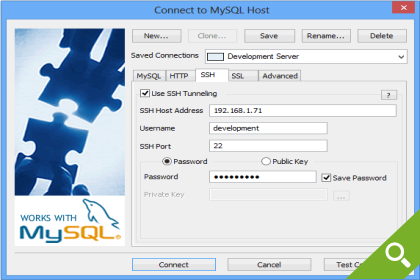 Connect to MySQL Host
New...
Clone...
Save
Rename...
Delete
Saved Connections
Development Server
MySQL
HTTP
SSH
SSL
Advanced
Use SSH Tunneling
?
SSH Host Address
192.168.1.71
Username
development
SSH Port
22
Password
Public Key
Password
•••••••••
Save Password
Private Key
...
WORKS WITH
MySQL®
Connect
Cancel
Test